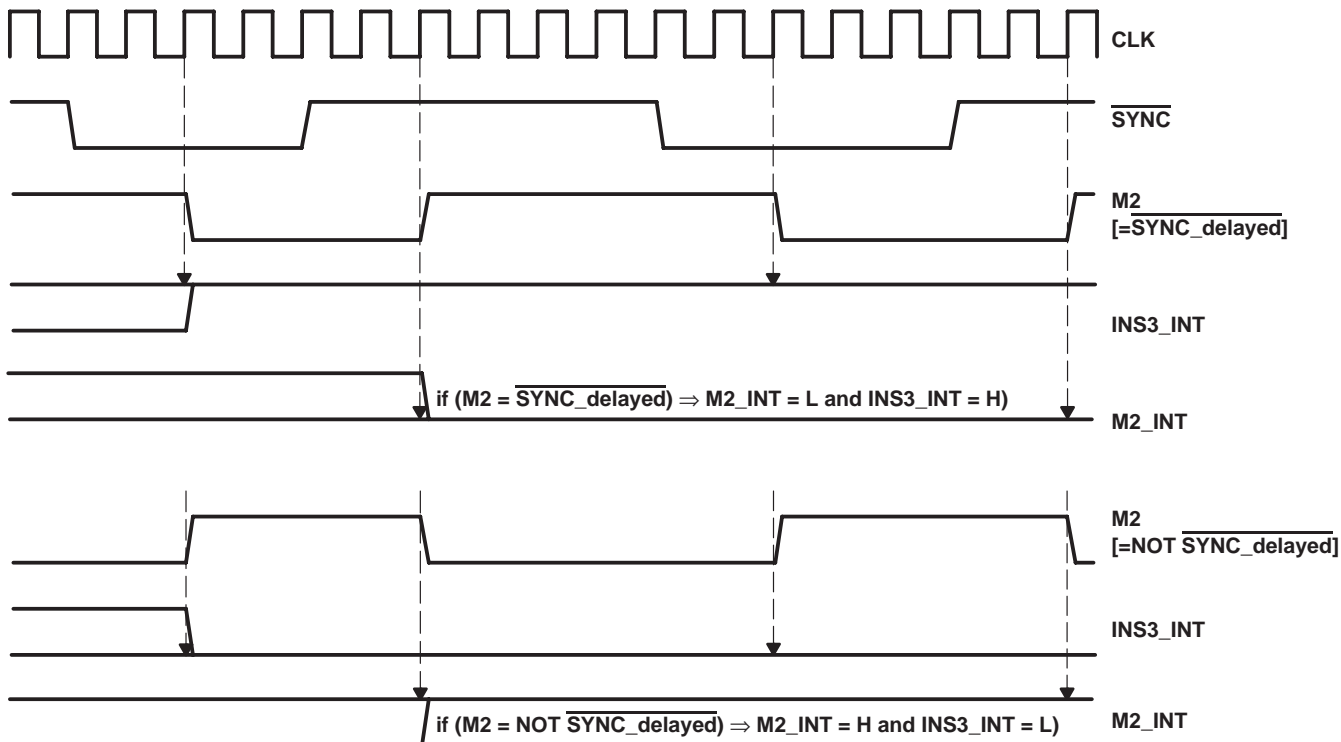 CLK
SYNC
M2
[=SYNC_delayed]
INS3_INT
if (M2 = SYNC_delayed) ⇒ M2_INT = L and INS3_INT = H)
M2_INT
M2
[=NOT SYNC_delayed]
INS3_INT
if (M2 = NOT SYNC_delayed) ⇒ M2_INT = H and INS3_INT = L)
M2_INT